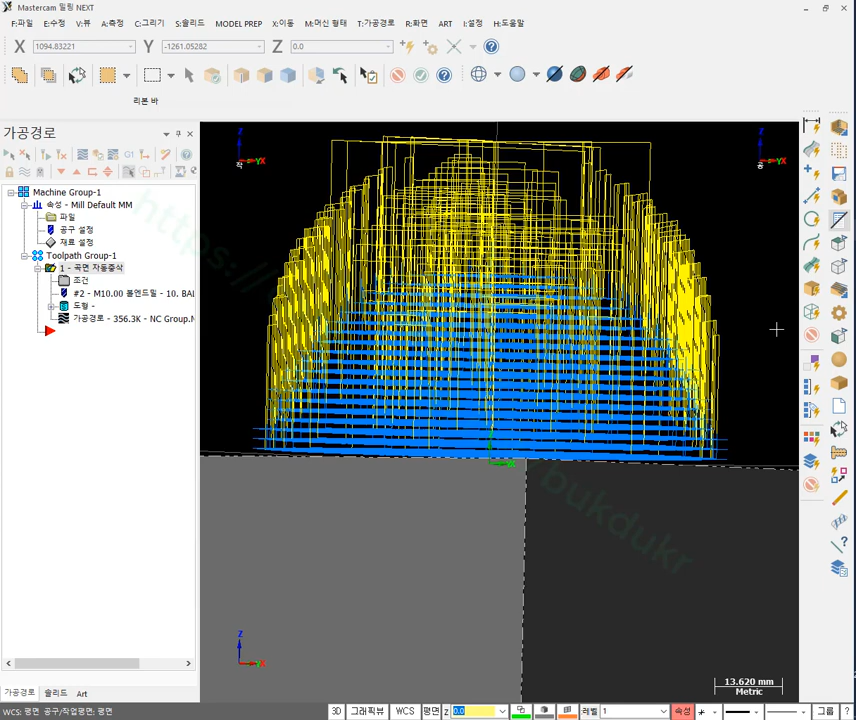 Mastercam 밀링 NEXT
F:파일 E:수정 V:뷰 A:측정 C:그리기 S:솔리드 MODEL PREP X:이동 M:머신 형태 T:가공경로 R:화면 ART I:설정 H:도움말
X 1094.83221 Y -1261.05282 Z 0.0
리본 바
가공경로
G1
Machine Group-1
속성 - Mill Default MM
파일
공구 설정
재료 설정
Toolpath Group-1
1 - 곡면 자동중삭
조건
#2 - M10.00 볼엔드밀 - 10. BAL
도형 -
가공경로 - 356.3K - NC Group.N
Z YX
Z YX
https://
/bukdukr
Z X
13.620 mm
Metric
가공경로 솔리드 Art
WCS: 평면 공구/작업평면: 평면 3D 그래픽뷰 WCS 평면 Z 0.0 레벨 1 속성 그룹 ?